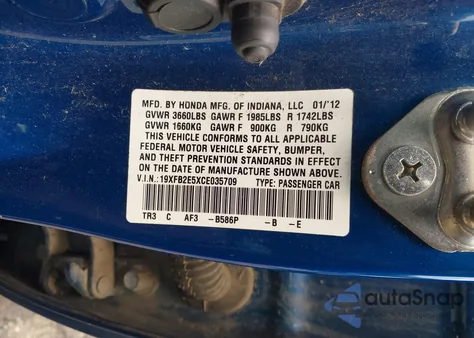 MFD. BY HONDA MFG. OF INDIANA, LLC 01/'12
GVWR 3660LBS GAWR F 1985LBS R 1742LBS
GVWR 1660KG GAWR F 900KG R 790KG
THIS VEHICLE CONFORMS TO ALL APPLICABLE
FEDERAL MOTOR VEHICLE SAFETY, BUMPER,
AND THEFT PREVENTION STANDARDS IN EFFECT
ON THE DATE OF MANUFACTURE SHOWN ABOVE.
V.I.N.: 19XFB2E5XCE035709 TYPE: PASSENGER CAR
TR3 C AF3 -B586P -B -E
autoSnap